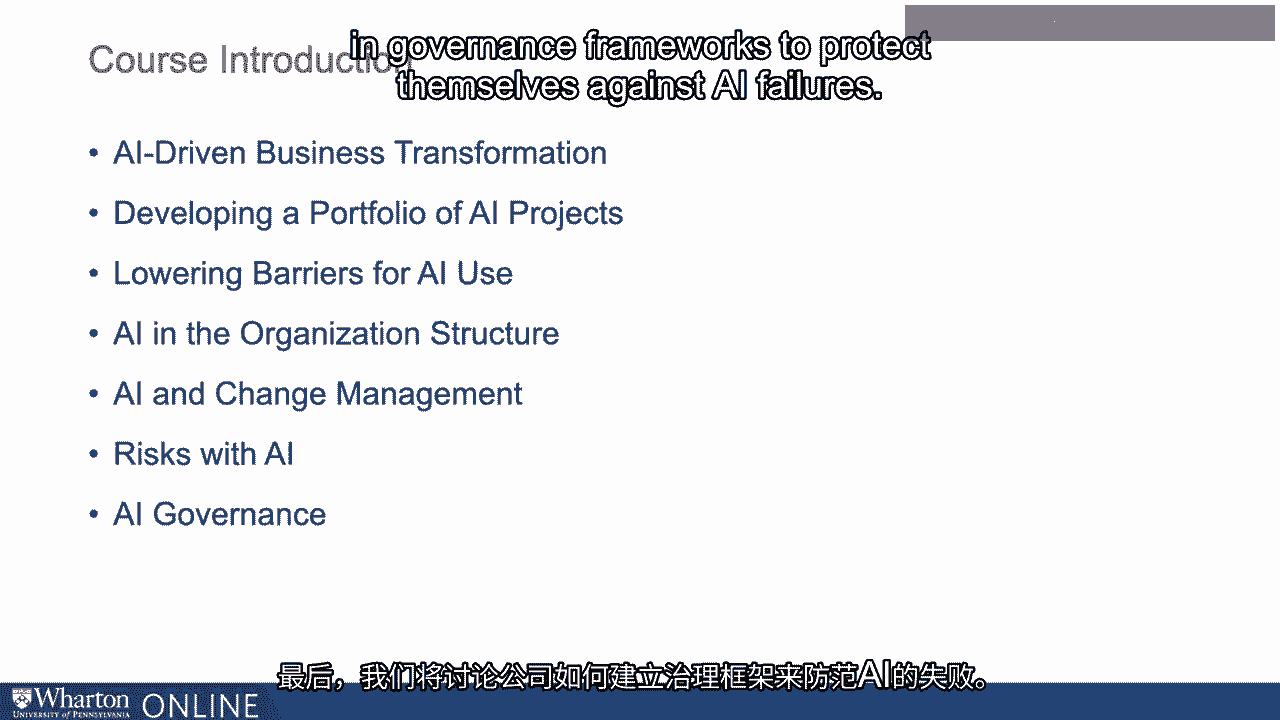 Course Introduction
in governance frameworks to protect
themselves against AI failures.
• AI-Driven Business Transformation
• Developing a Portfolio of AI Projects
• Lowering Barriers for AI Use
• AI in the Organization Structure
• AI and Change Management
• Risks with AI
• AI Governance
最后，我们将讨论公司如何建立治理框架来防范AI的失败。
Wharton ONLINE
UNIVERSITY of PENNSYLVANIA